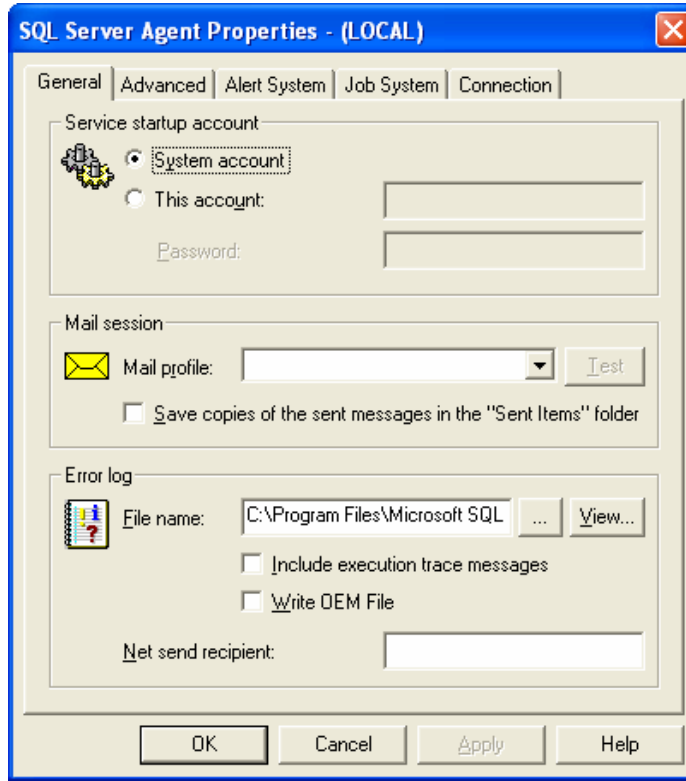 SQL Server Agent Properties - (LOCAL)
General Advanced Alert System Job System Connection
Service startup account
System account
This account:
Password:
Mail session
Mail profile: Test
Save copies of the sent messages in the "Sent Items" folder
Error log
File name: C:\Program Files\Microsoft SQL ... View...
Include execution trace messages
Write OEM File
Net send recipient:
OK Cancel Apply Help